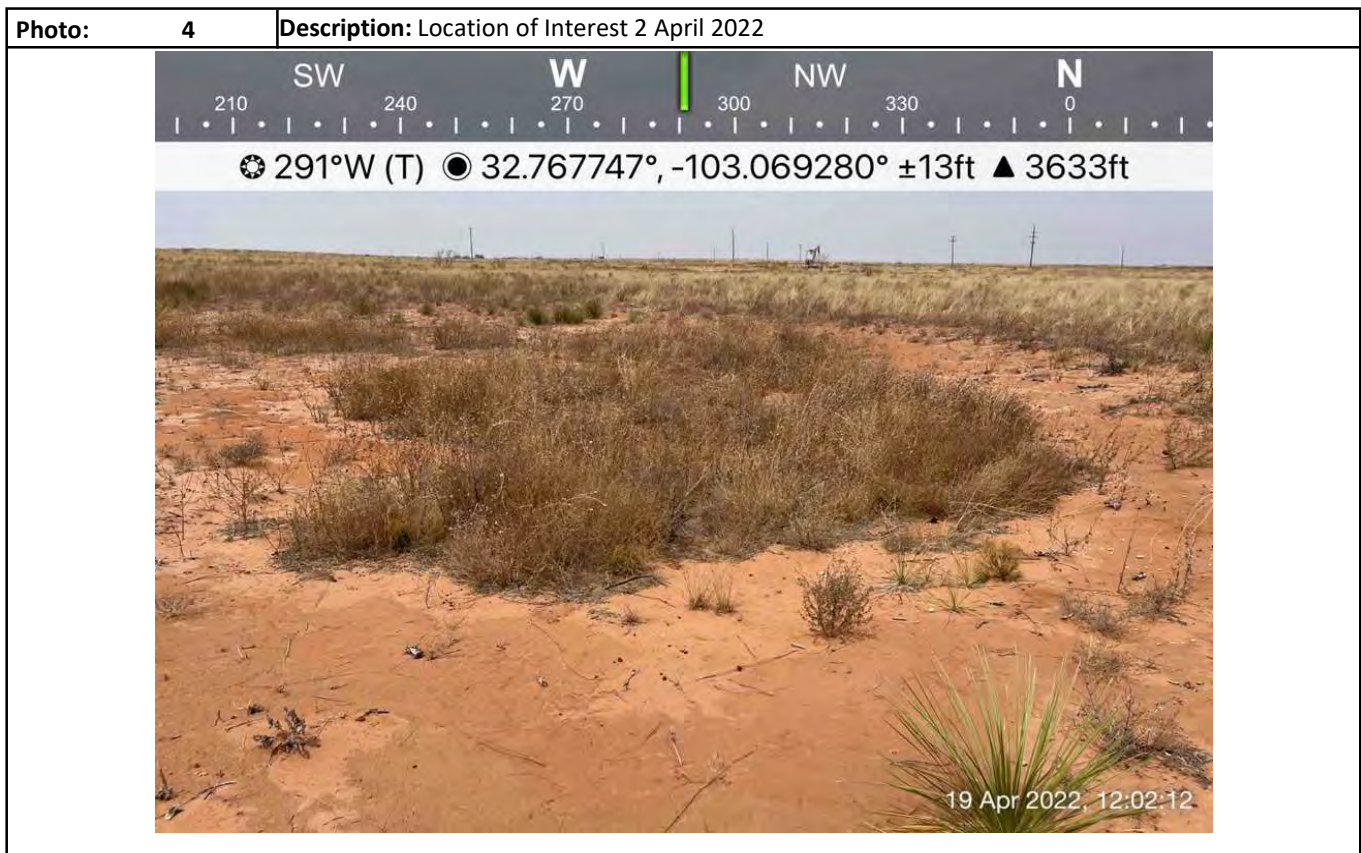 Photo: 4 Description: Location of Interest 2 April 2022
SW W NW N
210 240 270 300 330 0
291°W (T) 32.767747°, -103.069280° ±13ft ▲ 3633ft
19 Apr 2022, 12:02:12